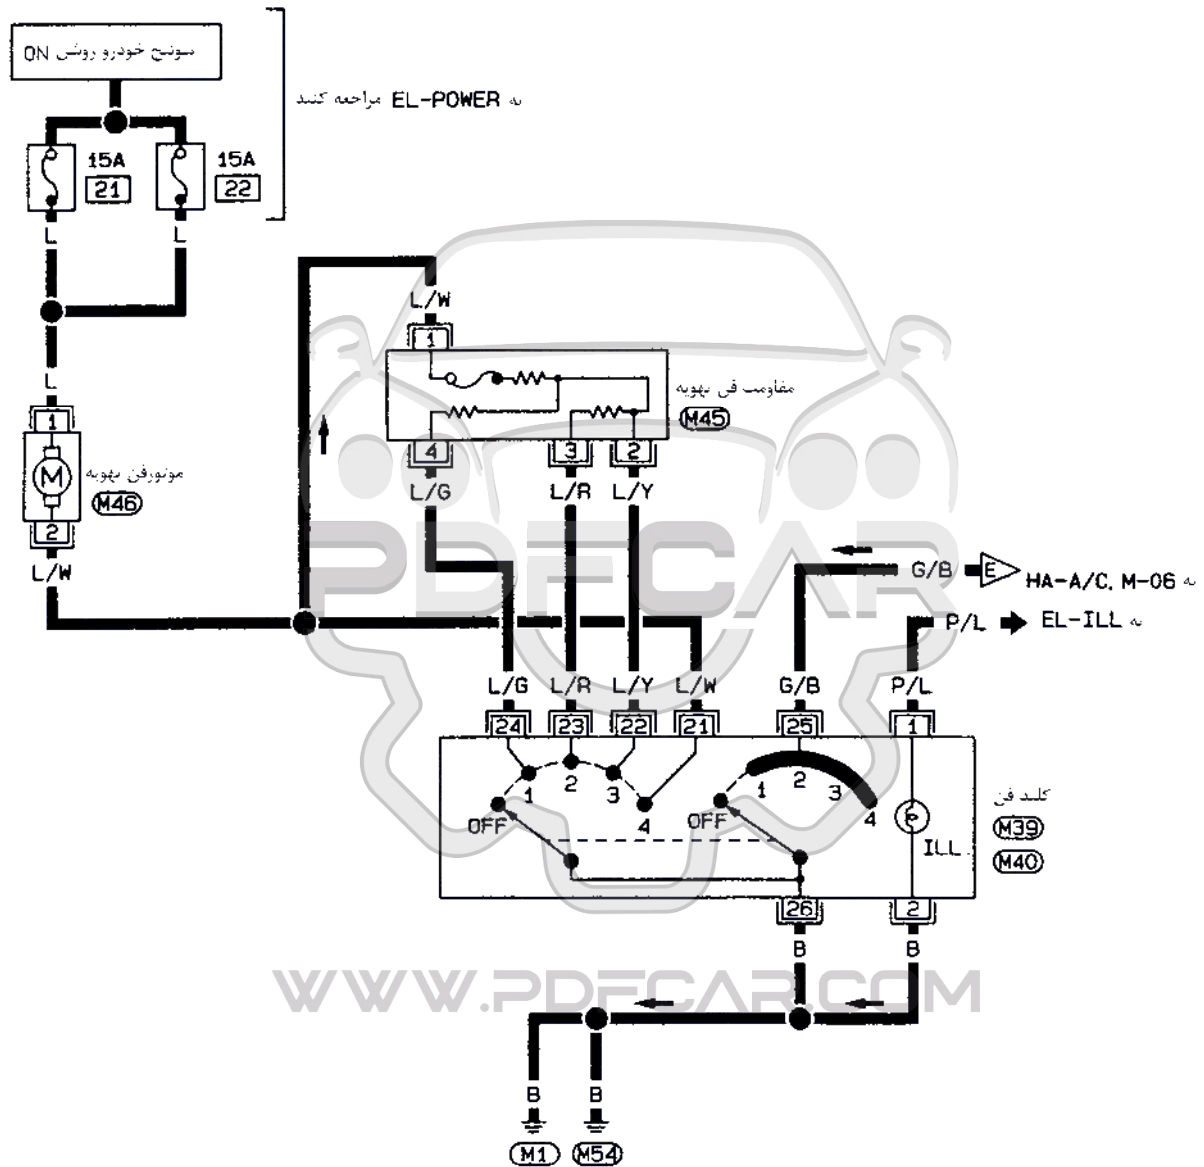 سوئیچ خودرو روشن ON
به EL-POWER مراجعه کنید
15A
21
15A
22
L
L
L/W
1
مقاومت فن تهویه
M45
L
1
M
موتورفن تهویه
M46
2
L/W
4
3
2
L/G
L/R
L/Y
PDFCAR
G/B
E
به HA-A/C, M-06
P/L
به EL-ILL
L/G
L/R
L/Y
L/W
G/B
P/L
24
23
22
21
25
1
1
2
3
4
OFF
1
2
3
4
OFF
ILL
کلید فن
M39
M40
26
2
B
B
WWW.PDFCAR.COM
B
B
M1
M54